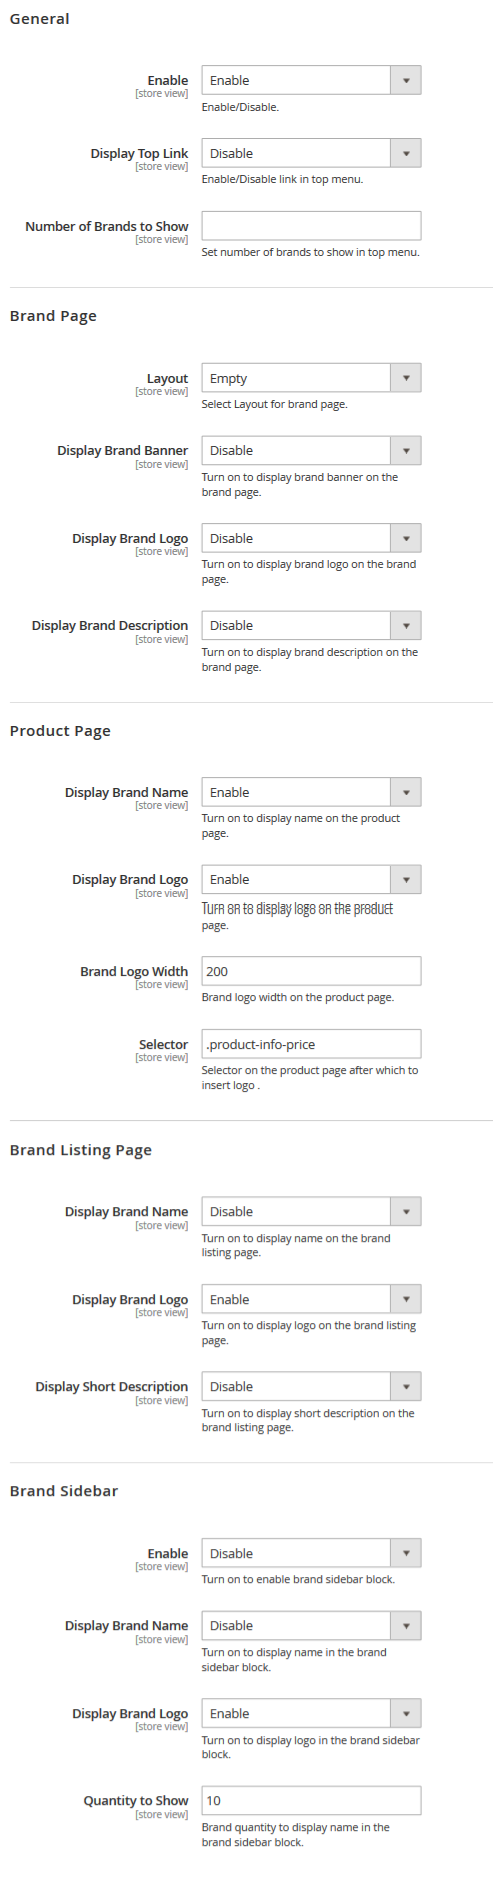 General
Enable
Enable
[store view]
Enable/Disable.
Display Top Link
Disable
[store view]
Enable/Disable link in top menu.
Number of Brands to Show
[store view]
Set number of brands to show in top menu.
Brand Page
Layout
Empty
[store view]
Select Layout for brand page.
Display Brand Banner
Disable
[store view]
Turn on to display brand banner on the
brand page.
Display Brand Logo
Disable
[store view]
Turn on to display brand logo on the brand
page.
Display Brand Description
Disable
[store view]
Turn on to display brand description on the
brand page.
Product Page
Display Brand Name
Enable
[store view]
Turn on to display name on the product
page.
Display Brand Logo
Enable
[store view]
Turn on to display logo on the product
page.
Brand Logo Width
200
[store view]
Brand logo width on the product page.
Selector
.product-info-price
[store view]
Selector on the product page after which to
insert logo .
Brand Listing Page
Display Brand Name
Disable
[store view]
Turn on to display name on the brand
listing page.
Display Brand Logo
Enable
[store view]
Turn on to display logo on the brand listing
page.
Display Short Description
Disable
[store view]
Turn on to display short description on the
brand listing page.
Brand Sidebar
Enable
Disable
[store view]
Turn on to enable brand sidebar block.
Display Brand Name
Disable
[store view]
Turn on to display name in the brand
sidebar block.
Display Brand Logo
Enable
[store view]
Turn on to display logo in the brand sidebar
block.
Quantity to Show
10
[store view]
Brand quantity to display name in the
brand sidebar block.